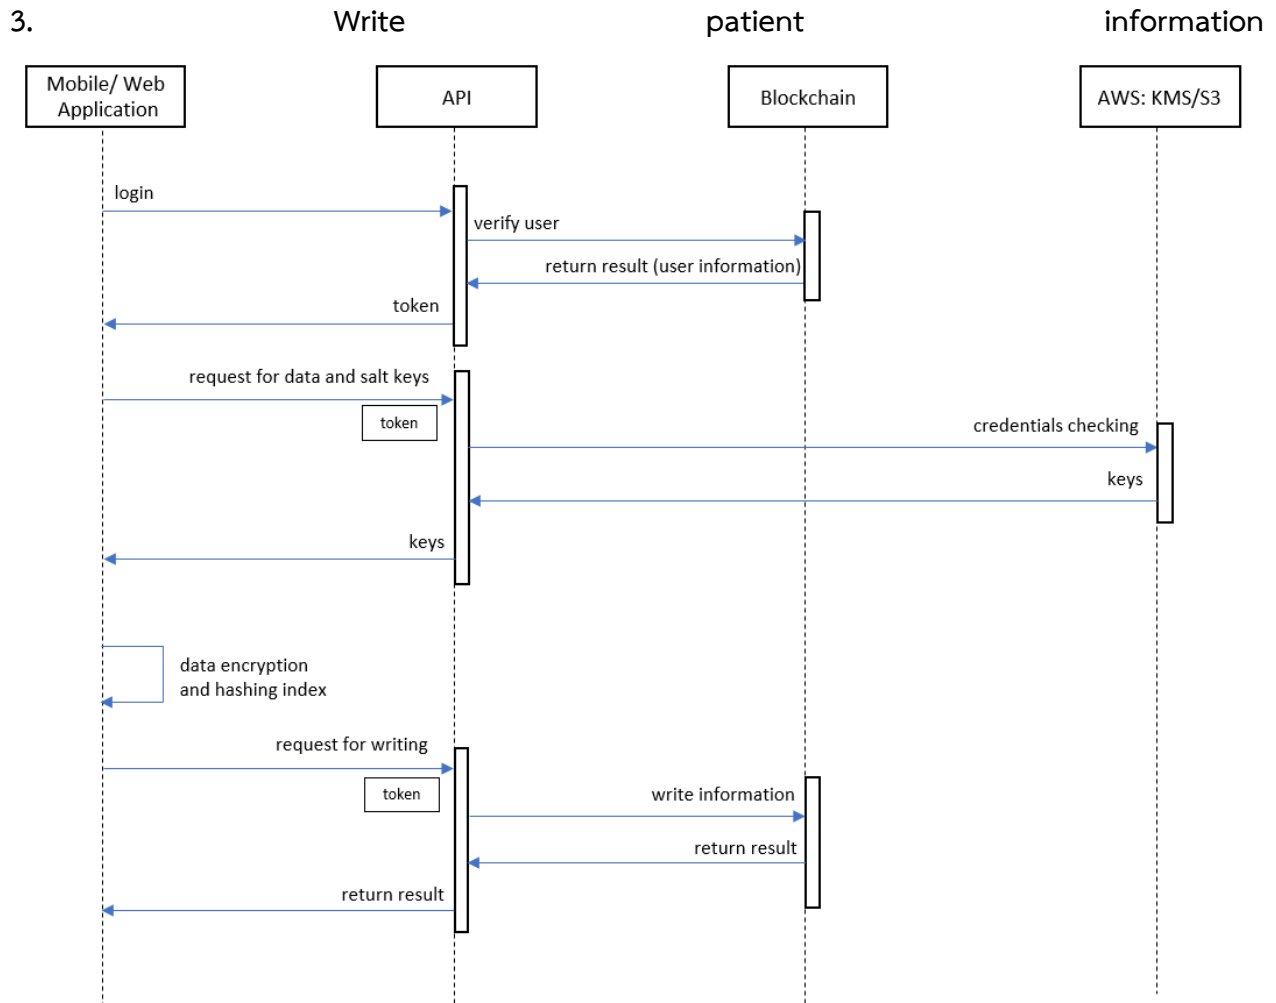 3. Write patient information
Mobile/ Web
Application
API
Blockchain
AWS: KMS/S3
login
verify user
return result (user information)
token
request for data and salt keys
token
credentials checking
keys
keys
data encryption
and hashing index
request for writing
token
write information
return result
return result